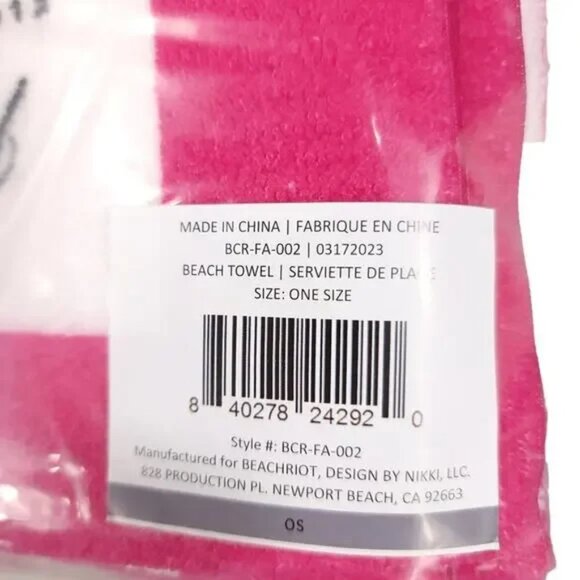 MADE IN CHINA | FABRIQUE EN CHINE
BCR-FA-002 | 03172023
BEACH TOWEL | SERVIETTE DE
SIZE: ONE SIZE
8 40278 24292 0
Style #: BCR-FA-002
Manufactured for BEACHRIOT, DESIGN BY NIKKI, LLC.
828 PRODUCTION PL. NEWPORT BEACH, CA 92663
OS